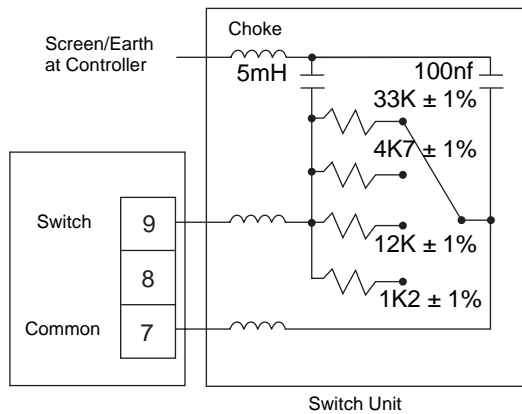 Choke
Screen/Earth
at Controller
5mH
100nf
33K ± 1%
4K7 ± 1%
Switch
9
12K ± 1%
8
1K2 ± 1%
Common
7
Switch Unit